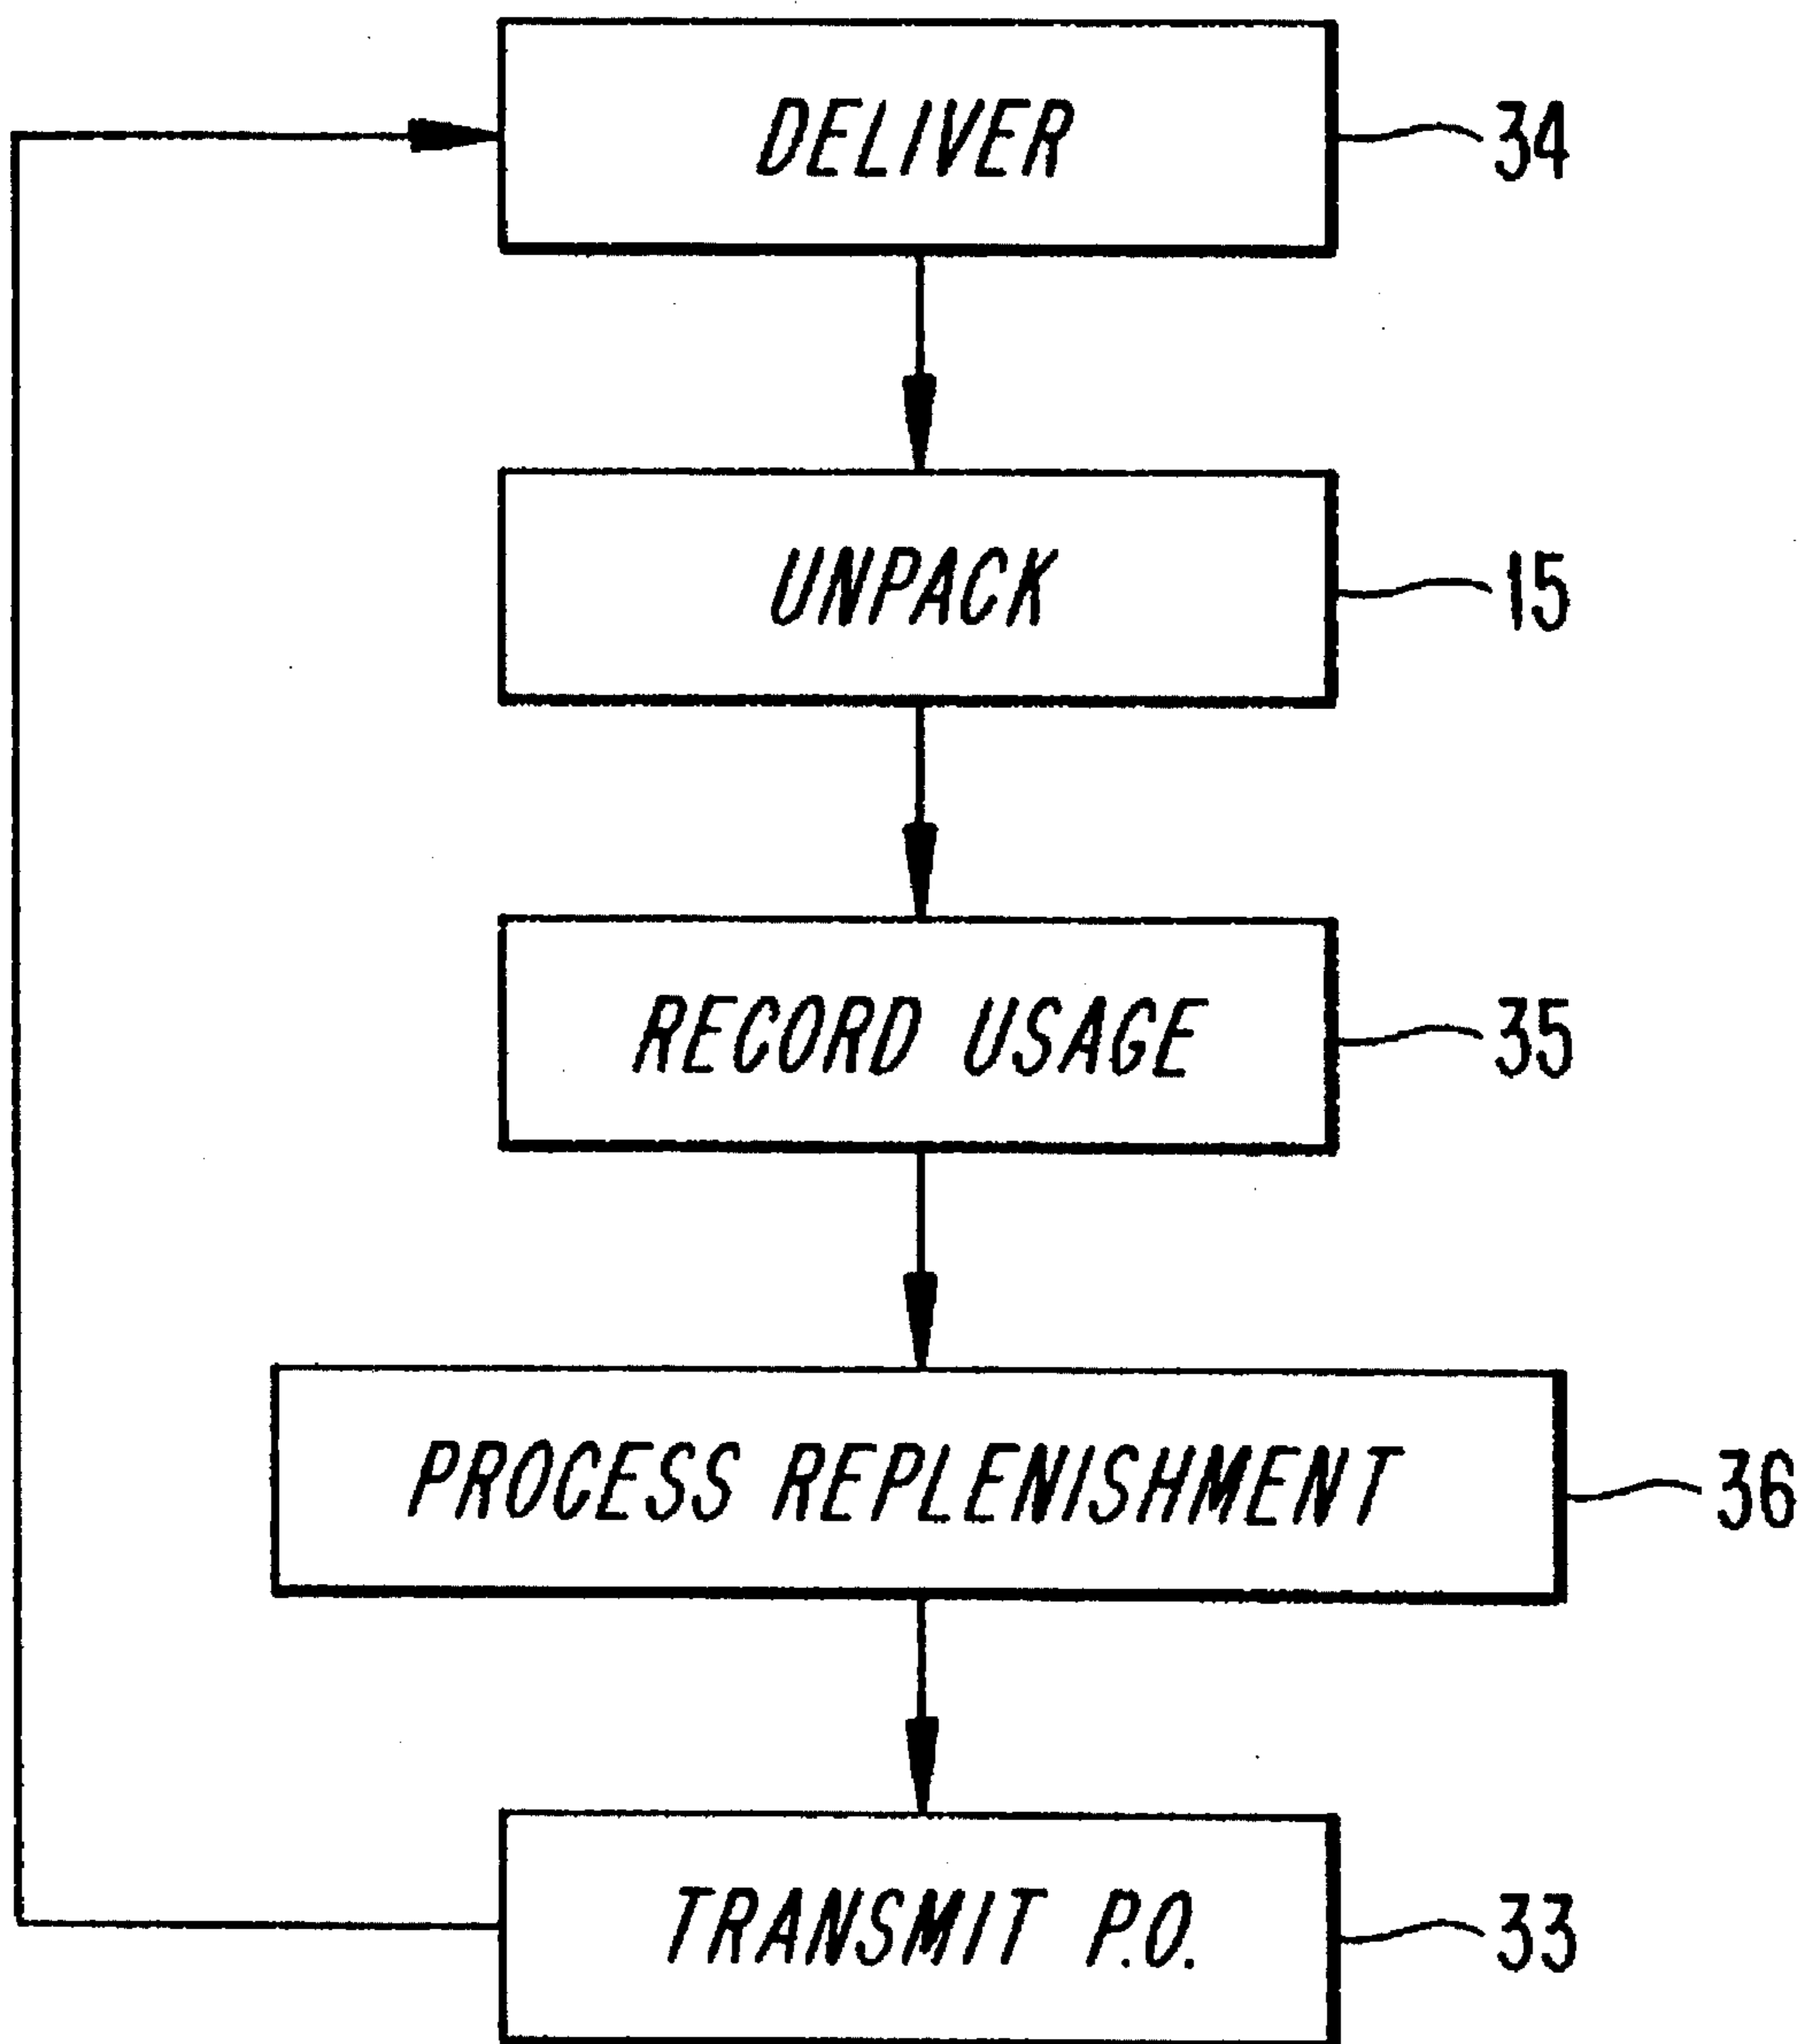 DELIVER
34
UNPACK
15
RECORD USAGE
35
PROCESS REPLENISHMENT
36
TRANSMIT P.O.
33